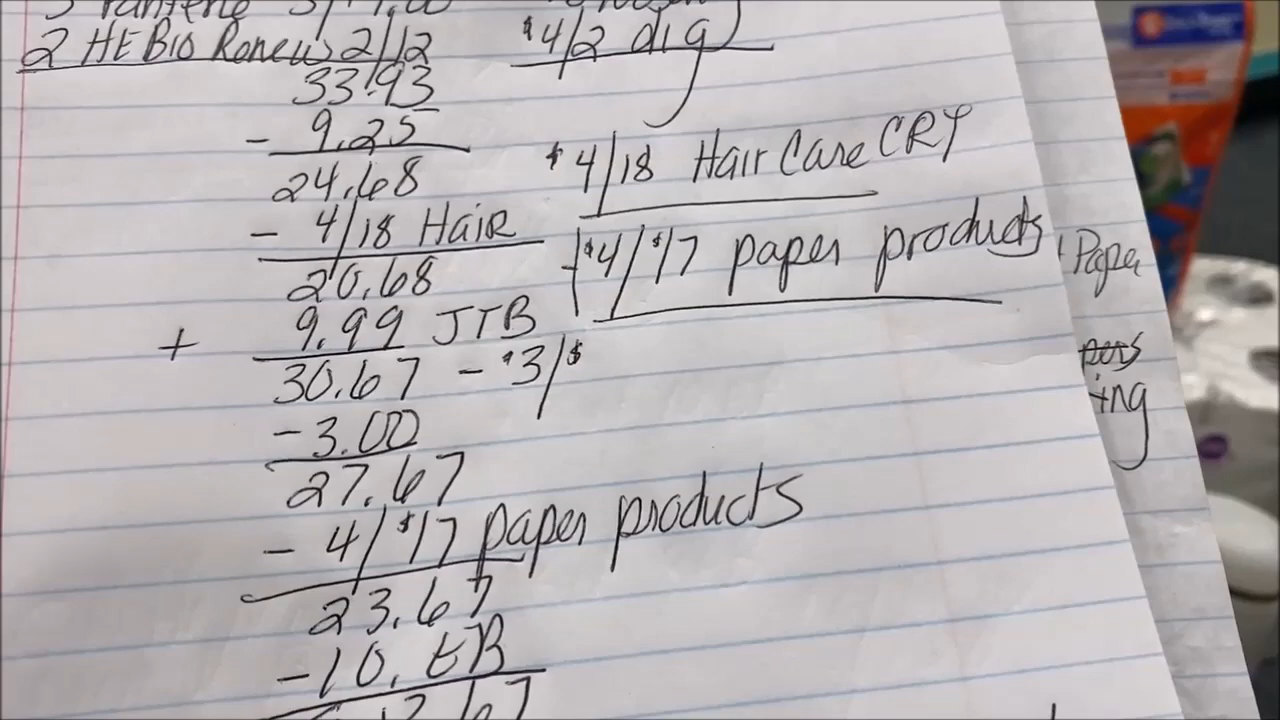 2 HE Bio Renew 2/12 $4/2 dig
33.93
- 9.25
24.68
$4/18 Hair Care CRT
- 4/18 Hair
20.68
+$4/$17 paper products
+ 9.99 JTB
30.67 - $3/$
- 3.00
27.67
- 4/$17 paper products
23.67
- 10. EB
Paper
ing